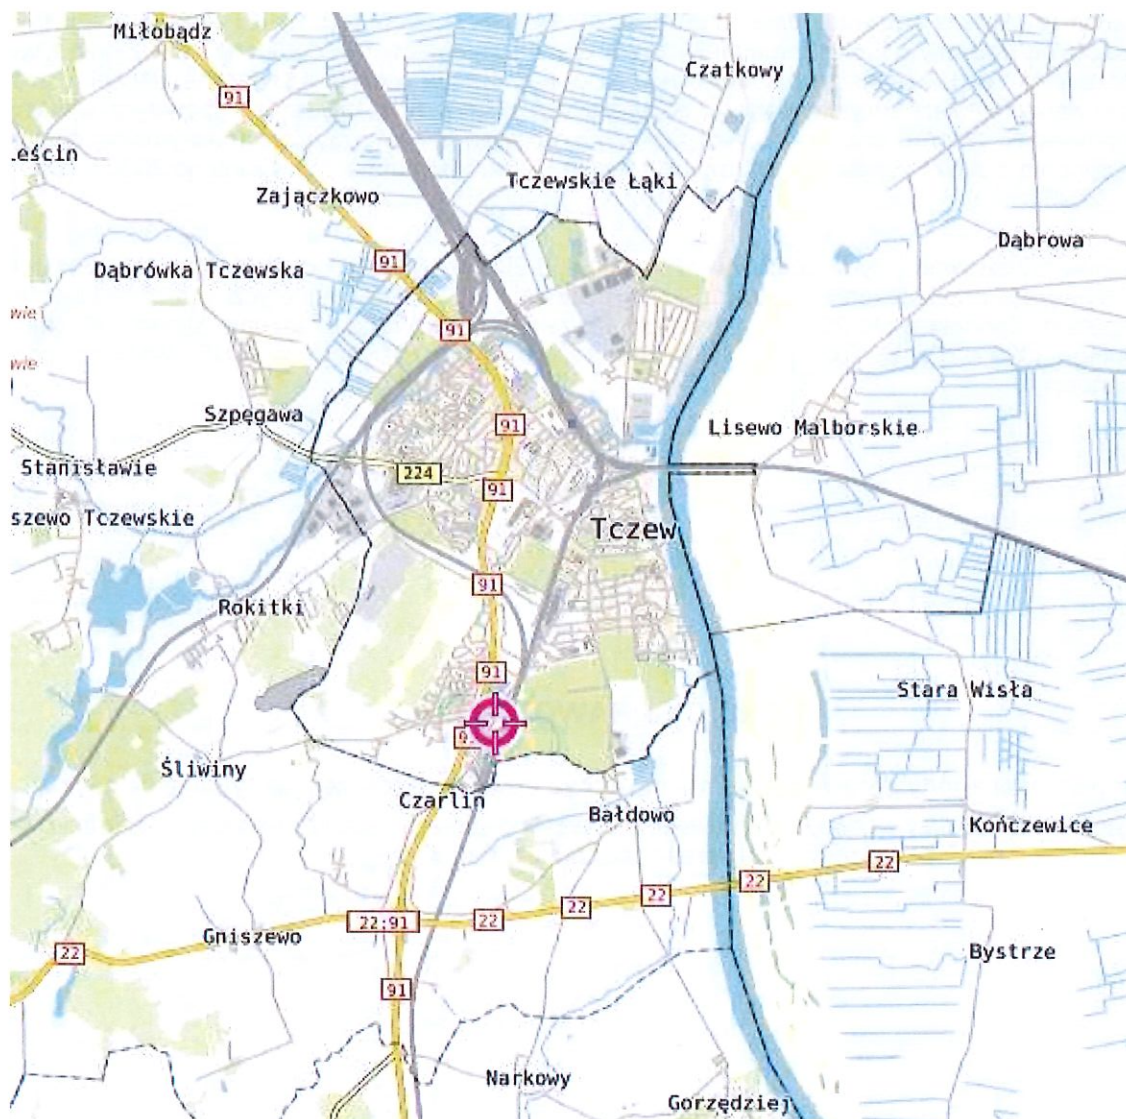 Miłobądz
Czatkowy
91
Zajączkowo
Tczewskie Łąki
Dąbrowa
91
Dąbrówka Tczewska
wie
91
wie
Szpęgawa
91
Lisewo Malborskie
Stanisławie
224
91
szewo Tczewskie
Tczew
91
Rokitki
91
Stara Wisła
Śliwiny
Czarlin
Bałdowo
Kończewice
22
22
22
22
22:91
22
Gniszewo
22
Bystrze
91
Narkowy
Gorzędziej